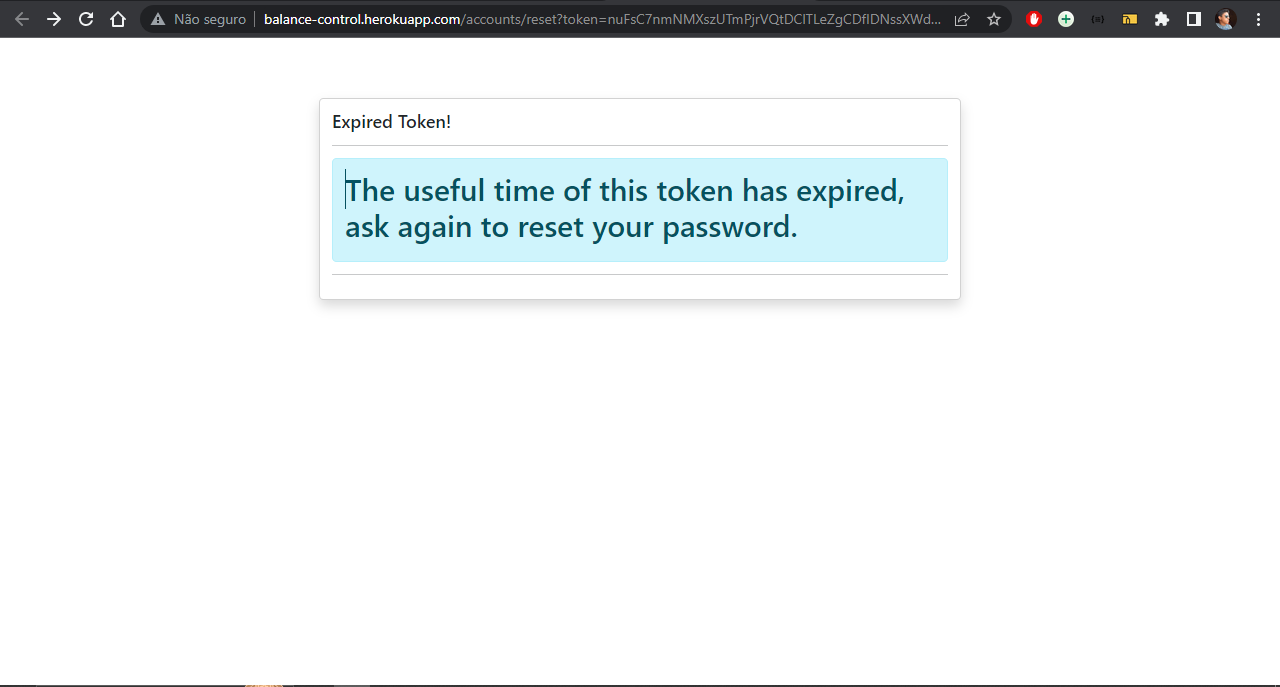 Não seguro balance-control.herokuapp.com/accounts/reset?token=nuFsC7nmNMXszUTmPjrVQtDCITLeZgCDfIDNssXWd...
Expired Token!
The useful time of this token has expired,
ask again to reset your password.